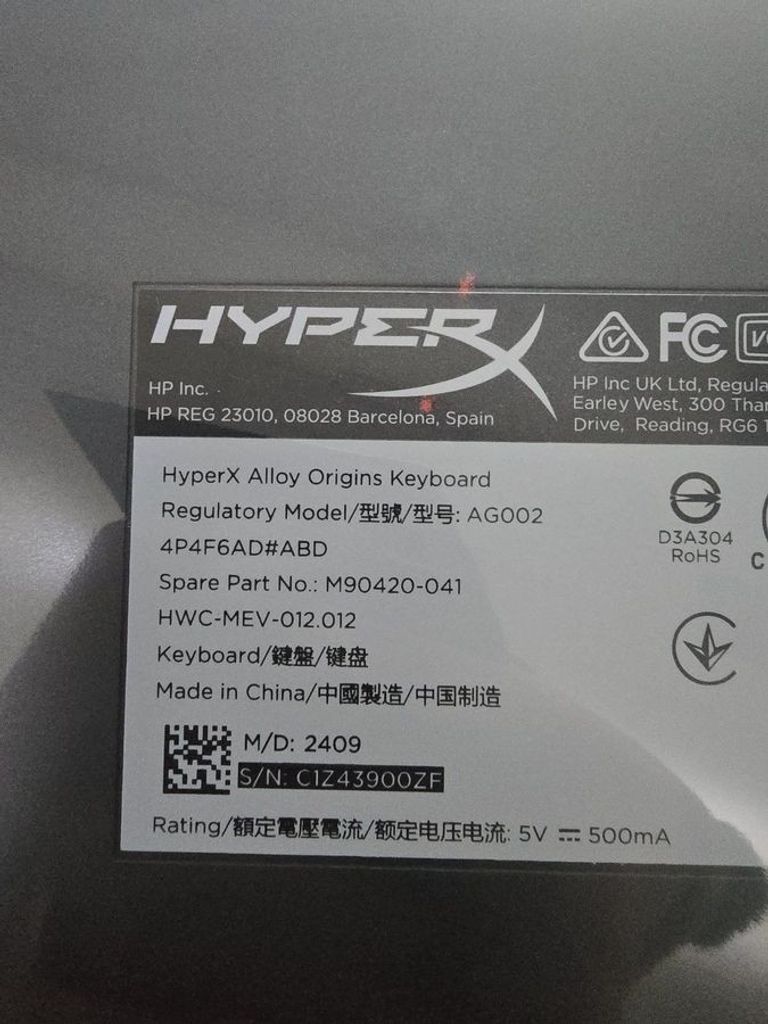 HYPERX
HP Inc.
HP REG 23010, 08028 Barcelona, Spain
FC
HP Inc UK Ltd, Regula
Earley West, 300 Tha
Drive, Reading, RG6 1
HyperX Alloy Origins Keyboard
Regulatory Model/型號/型号: AG002
4P4F6AD#ABD
Spare Part No.: M90420-041
HWC-MEV-012.012
Keyboard/鍵盤/键盘
Made in China/中國製造/中国制造
D3A304
RoHS
C
M/D: 2409
S/N: C1Z43900ZF
Rating/額定電壓電流/额定电压电流: 5V ⎓ 500mA